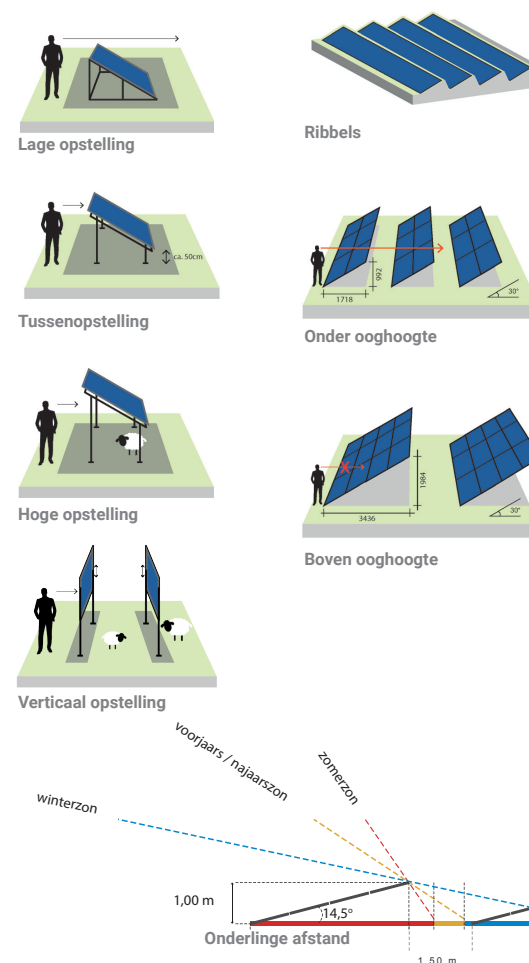 Lage opstelling
Ribbels
ca. 50cm
Tussenopstelling
992
1718
30°
Onder ooghoogte
Hoge opstelling
X
1984
3436
30°
Boven ooghoogte
Verticaal opstelling
voorjaars / najaarszon
zomerzon
winterzon
1,00 m
14,5°
Onderlinge afstand
1,50 m